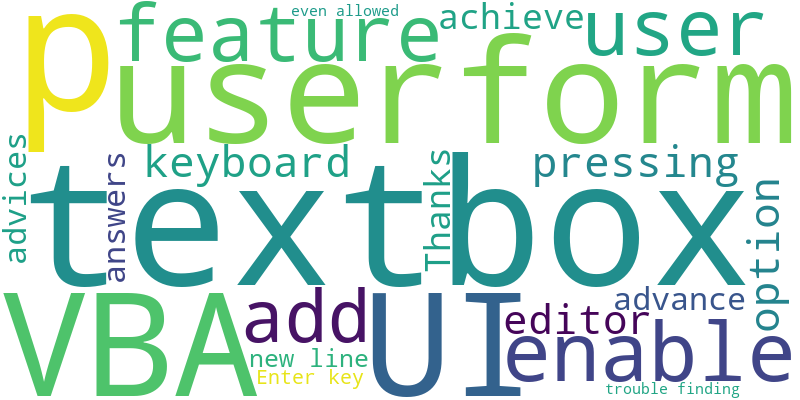 even allowed
p
feature
achieve
user
userform
advices
answers
keyboard
Thanks
pressing
option
textbox
VBA
add
UI
editor
advance
enable
new line
Enter key
trouble finding